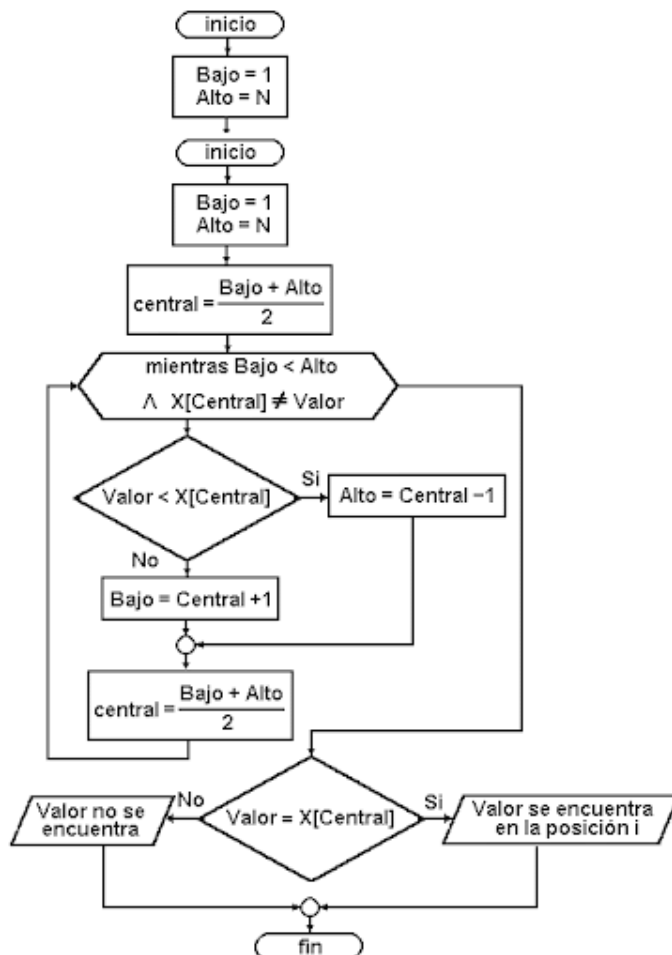 inicio
Bajo = 1
Alto = N
inicio
Bajo = 1
Alto = N
central = Bajo + Alto
2
mientras Bajo < Alto
∧ X[Central] ≠ Valor
Valor < X[Central]
Si
Alto = Central −1
No
Bajo = Central +1
central = Bajo + Alto
2
Valor no se
encuentra
No
Valor = X[Central]
Si
Valor se encuentra
en la posición i
fin